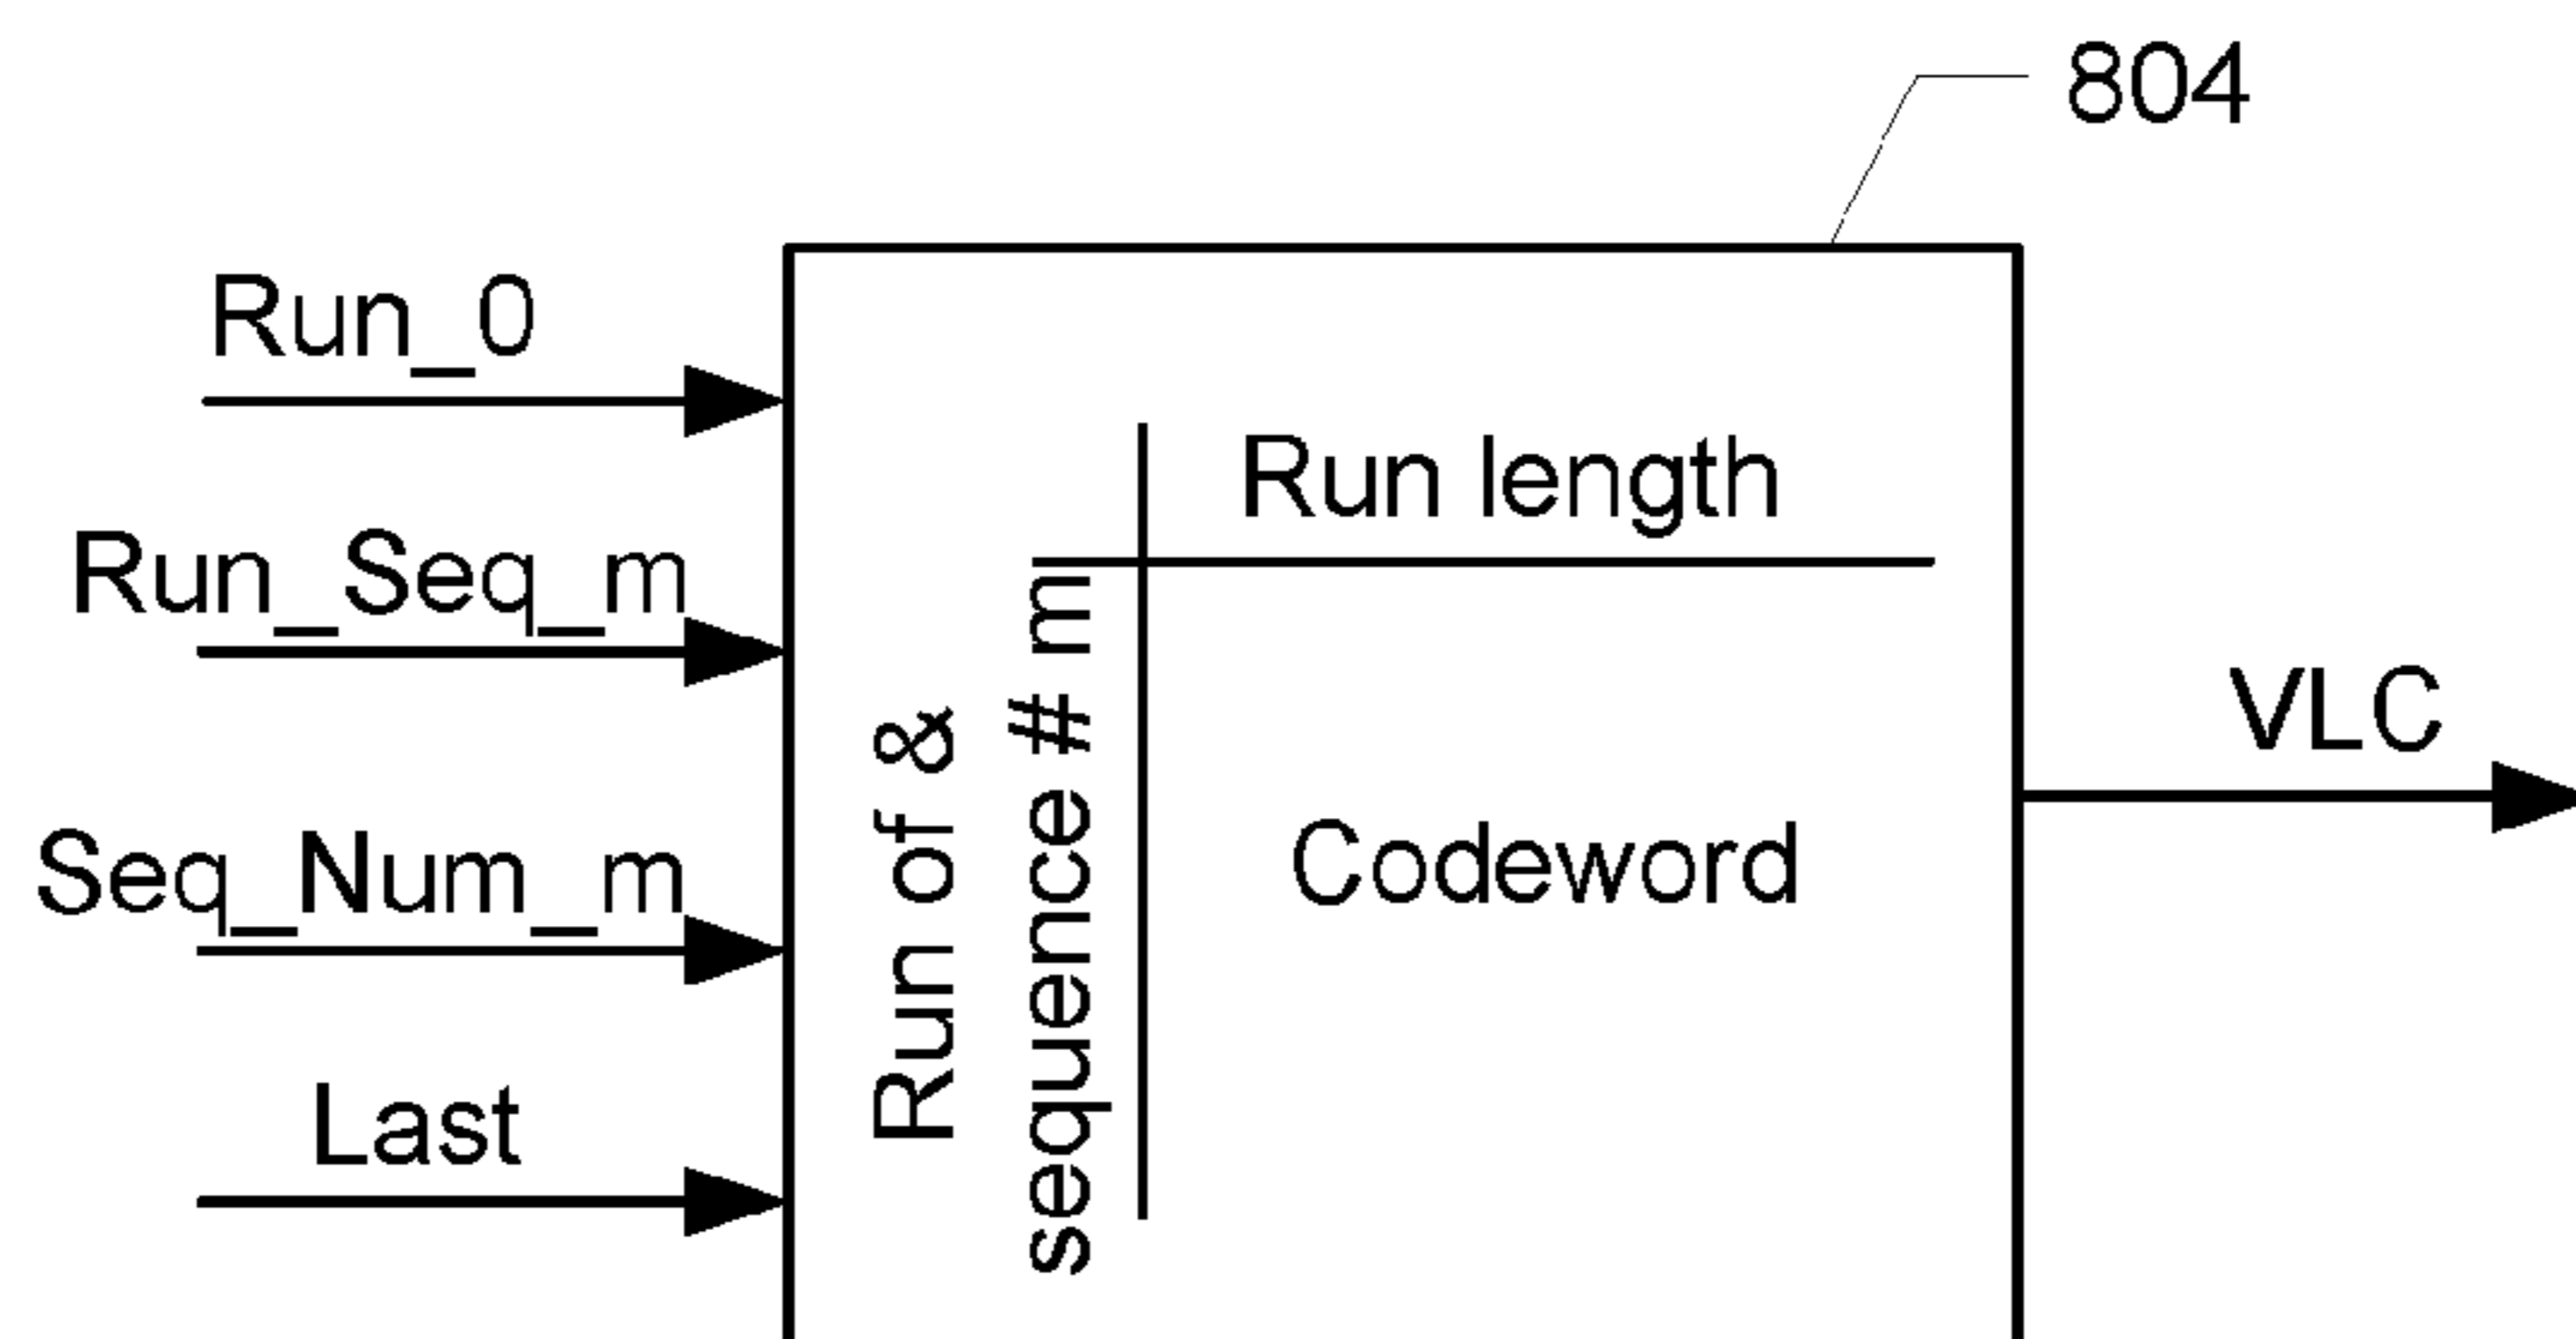 804
Run_0
Run length
Run_Seq_m
Run of &
sequence # m
VLC
Seq_Num_m
Codeword
Last